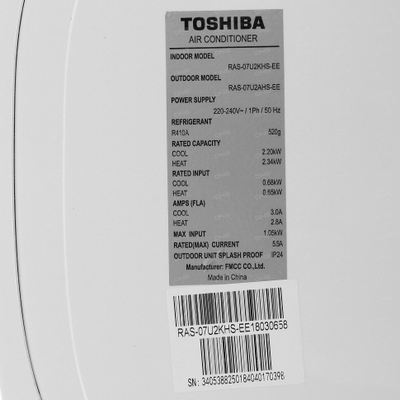 TOSHIBA
AIR CONDITIONER
INDOOR MODEL
RAS-07U2KHS-EE
OUTDOOR MODEL
RAS-07U2AHS-EE
POWER SUPPLY
220-240V~ / 1Ph / 50 Hz
REFRIGERANT
R410A 520g
RATED CAPACITY
COOL 2.20kW
HEAT 2.34kW
RATED INPUT
COOL 0.68kW
HEAT 0.65kW
AMPS (FLA)
COOL 3.0A
HEAT 2.8A
MAX INPUT 1.05kW
RATED(MAX) CURRENT 5.5A
OUTDOOR UNIT SPLASH PROOF IP24
Manufacturer: FMCC CO.,Ltd.
Made in China
RAS-07U2KHS-EE18030658
SN: 3405388250184040170398